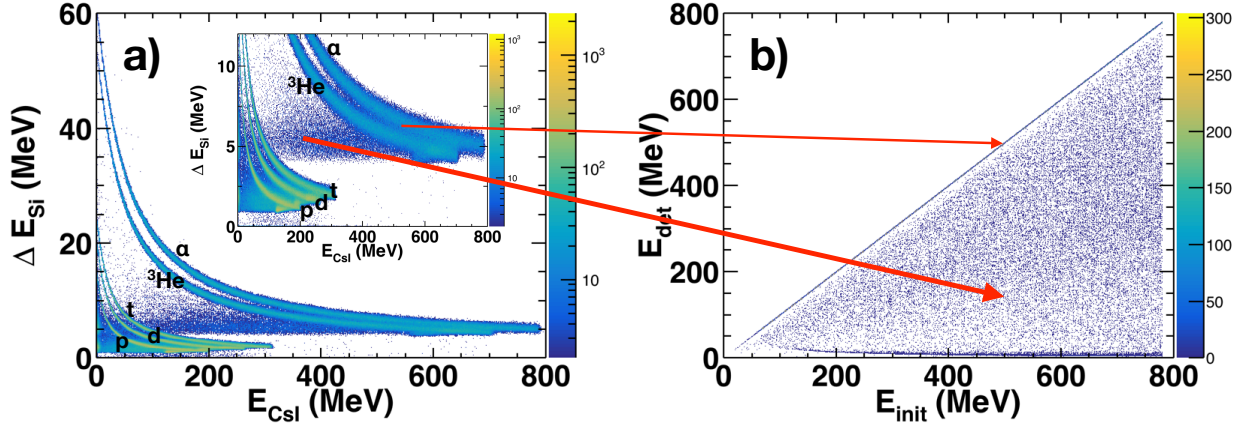 a)
Δ E_Si (MeV)
60
40
20
0
0 200 400 600 800
E_CsI (MeV)
α
³He
t
d
p
10³
10²
10
Δ E_Si (MeV)
10
5
0
0 200 400 600 800
E_CsI (MeV)
α
³He
p d t
10³
10²
10
b)
E_det (MeV)
800
600
400
200
0
0 200 400 600 800
E_init (MeV)
300
250
200
150
100
50
0